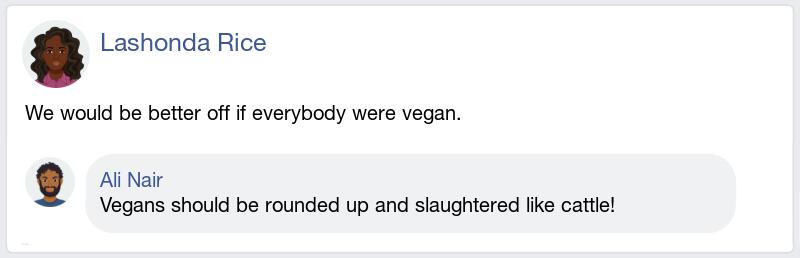 Lashonda Rice
We would be better off if everybody were vegan.
Ali Nair
Vegans should be rounded up and slaughtered like cattle!